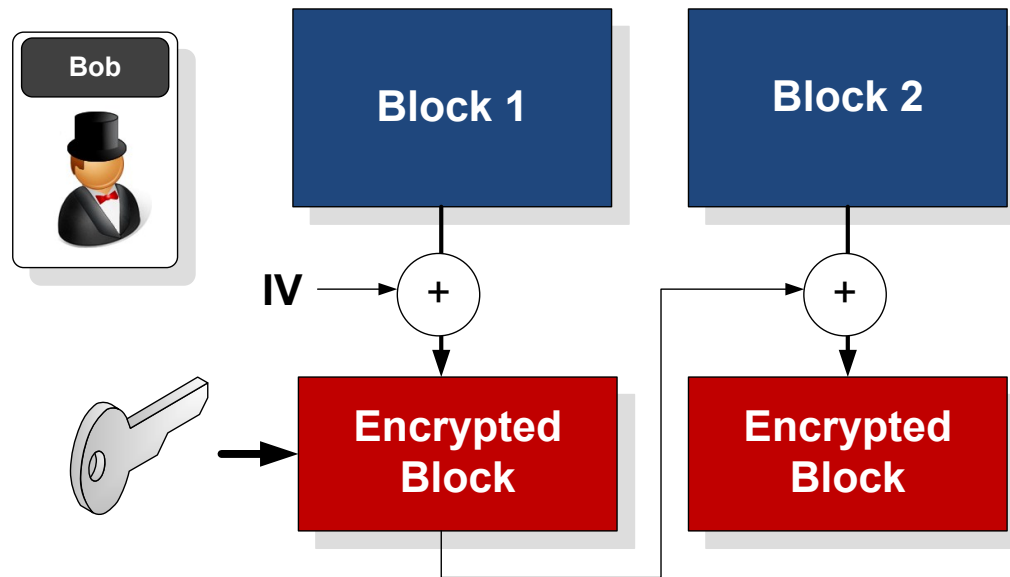 Bob
Block 1
Block 2
IV
+
+
Encrypted
Block
Encrypted
Block